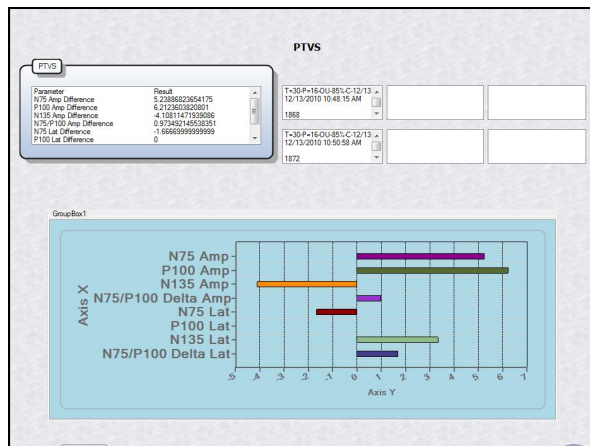 PTVS
PTVS
Parameter Result
N75 Amp Difference 5.23886823654175
P100 Amp Difference 6.2123603820801
N135 Amp Difference -4.10811471939086
N75/P100 Amp Difference 0.973492145538351
N75 Lat Difference -1.66669999999999
P100 Lat Difference 0
T=30-P=16-OU-85%-C-12/13
12/13/2010 10:48:15 AM
1868
T=30-P=16-OU-85%-C-12/13
12/13/2010 10:50:58 AM
1872
GroupBox1
Axis X
N75 Amp
P100 Amp
N135 Amp
N75/P100 Delta Amp
N75 Lat
P100 Lat
N135 Lat
N75/P100 Delta Lat
-5 -4 -3 -2 -1 0 1 2 3 4 5 6 7
Axis Y